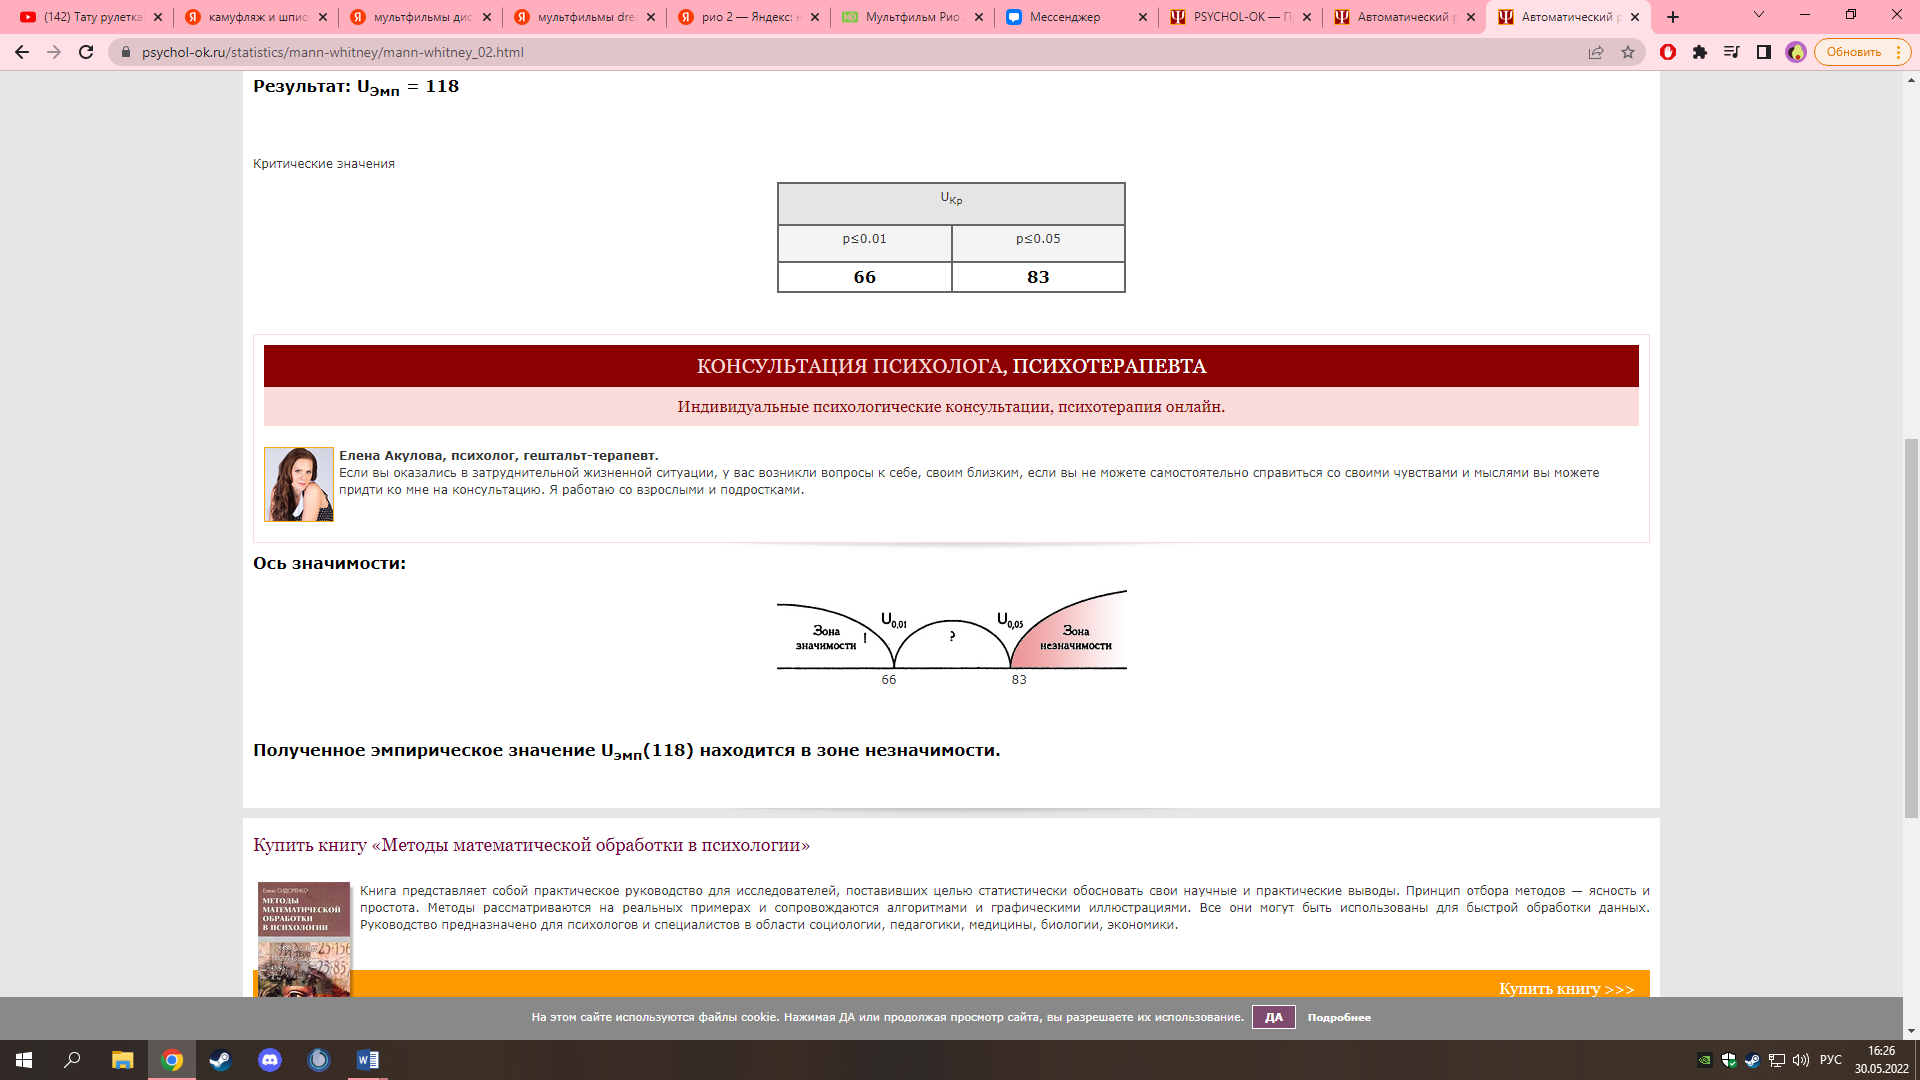 (142) Тату рулетка
камуфляж и шпис
мультфильмы дис
мультфильмы dre
рио 2 — Яндекс:
Мультфильм Рио
Мессенджер
PSYCHOL-OK — П
Автоматический р
Автоматический р
psychol-ok.ru/statistics/mann-whitney/mann-whitney_02.html
Обновить
Результат: UЭмп = 118
Критические значения
UКр
p≤0.01 p≤0.05
66 83
КОНСУЛЬТАЦИЯ ПСИХОЛОГА, ПСИХОТЕРАПЕВТА
Индивидуальные психологические консультации, психотерапия онлайн.
Елена Акулова, психолог, гештальт-терапевт.
Если вы оказались в затруднительной жизненной ситуации, у вас возникли вопросы к себе, своим близким, если вы не можете самостоятельно справиться со своими чувствами и мыслями вы можете
придти ко мне на консультацию. Я работаю со взрослыми и подростками.
Ось значимости:
U0,01 U0,05
Зона ! ? Зона
значимости незначимости
66 83
Полученное эмпирическое значение Uэмп(118) находится в зоне незначимости.
Купить книгу «Методы математической обработки в психологии»
Елена СИДОРЕНКО
МЕТОДЫ
МАТЕМАТИЧЕСКОЙ
ОБРАБОТКИ
В ПСИХОЛОГИИ
Книга представляет собой практическое руководство для исследователей, поставивших целью статистически обосновать свои научные и практические выводы. Принцип отбора методов — ясность и
простота. Методы рассматриваются на реальных примерах и сопровождаются алгоритмами и графическими иллюстрациями. Все они могут быть использованы для быстрой обработки данных.
Руководство предназначено для психологов и специалистов в области социологии, педагогики, медицины, биологии, экономики.
Купить книгу >>>
На этом сайте используются файлы cookie. Нажимая ДА или продолжая просмотр сайта, вы разрешаете их использование. ДА Подробнее
РУС
16:26
30.05.2022